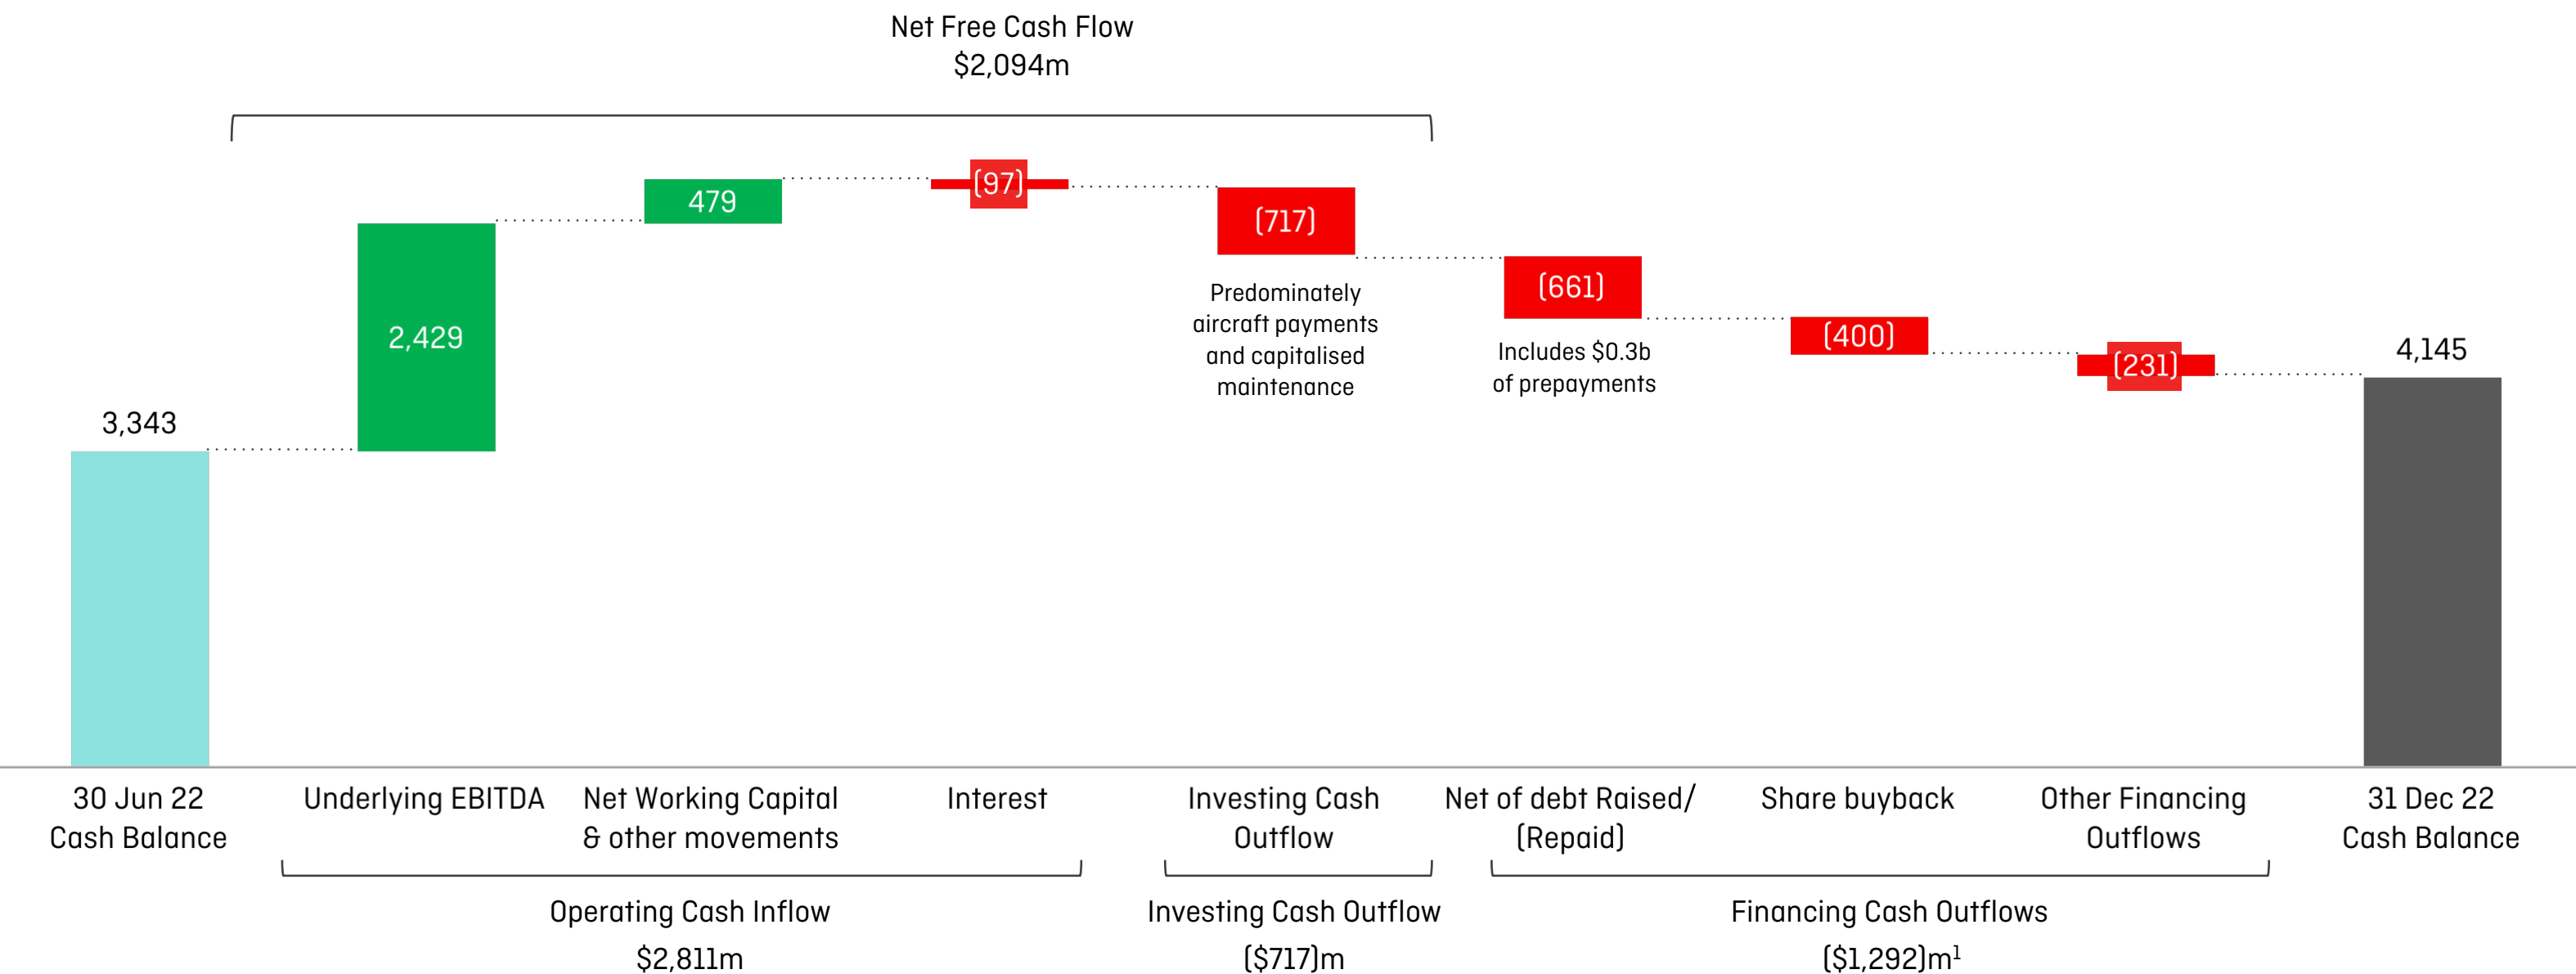 Net Free Cash Flow
$2,094m
479
(97)
(717)
2,429
(661)
Predominately
aircraft payments
and capitalised
maintenance
Includes $0.3b
of prepayments
(400)
(231)
4,145
3,343
30 Jun 22
Cash Balance
Underlying EBITDA
Net Working Capital
& other movements
Interest
Investing Cash
Outflow
Net of debt Raised/
(Repaid)
Share buyback
Other Financing
Outflows
31 Dec 22
Cash Balance
Operating Cash Inflow
$2,811m
Investing Cash Outflow
($717)m
Financing Cash Outflows
($1,292)m¹